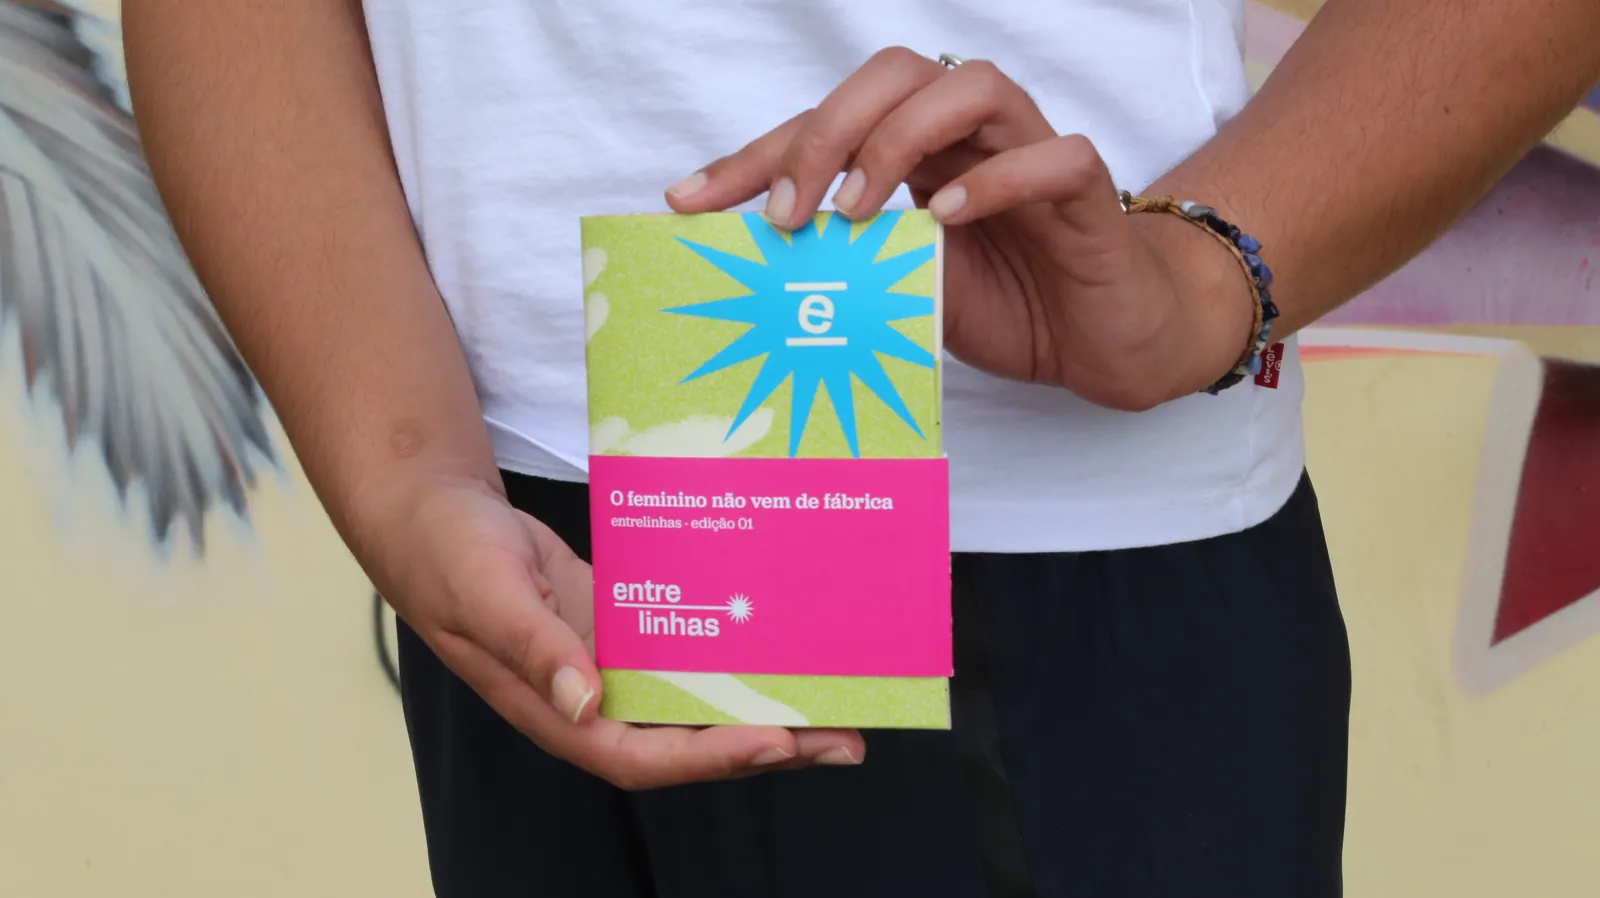 e
O feminino não vem de fábrica
entrelinhas - edição 01
entre
linhas
LEVI'S